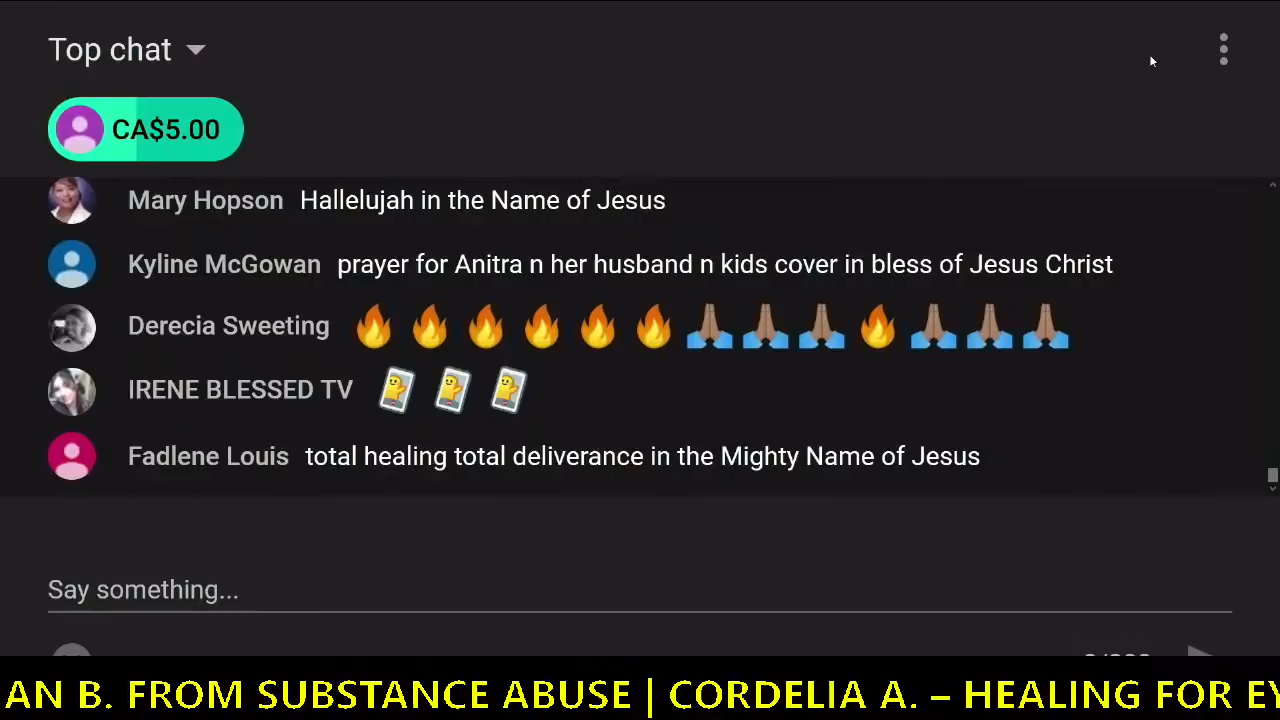 Top chat
CA$5.00
Mary Hopson Hallelujah in the Name of Jesus
Kyline McGowan prayer for Anitra n her husband n kids cover in bless of Jesus Christ
Derecia Sweeting 🔥🔥🔥🔥🔥🔥🙏🏽🙏🏽🙏🏽🔥🙏🏽🙏🏽🙏🏽
IRENE BLESSED TV
Fadlene Louis total healing total deliverance in the Mighty Name of Jesus
Say something...
AN B. FROM SUBSTANCE ABUSE | CORDELIA A. – HEALING FOR EY